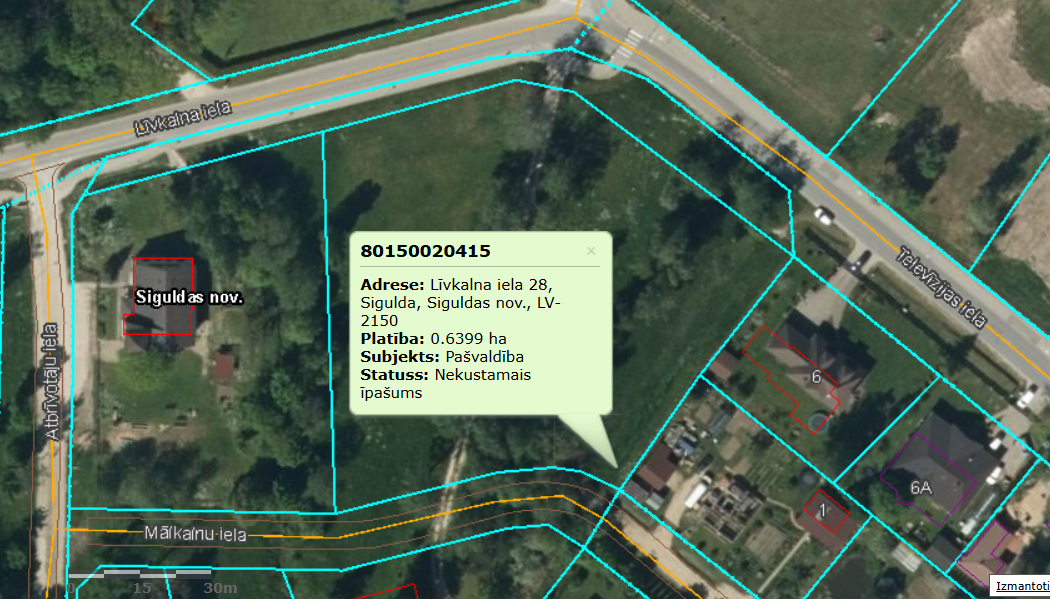 Līvkalna iela
80150020415
×
Adrese: Līvkalna iela 28,
Sigulda, Siguldas nov., LV-
2150
Platība: 0.6399 ha
Subjekts: Pašvaldība
Statuss: Nekustamais
īpašums
Siguldas nov.
Televīzijas iela
Atbrīvotāju iela
6
6A
1
Mālkalnu iela
0 15 30m
Izmantoti